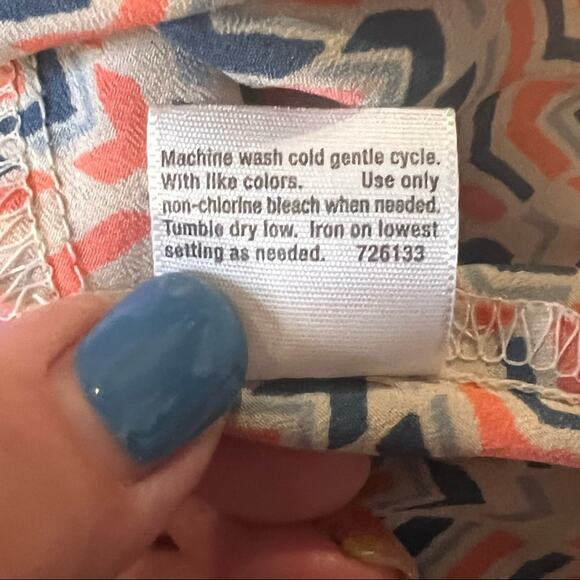 Machine wash cold gentle cycle.
With like colors. Use only
non-chlorine bleach when needed.
Tumble dry low. Iron on lowest
setting as needed. 726133